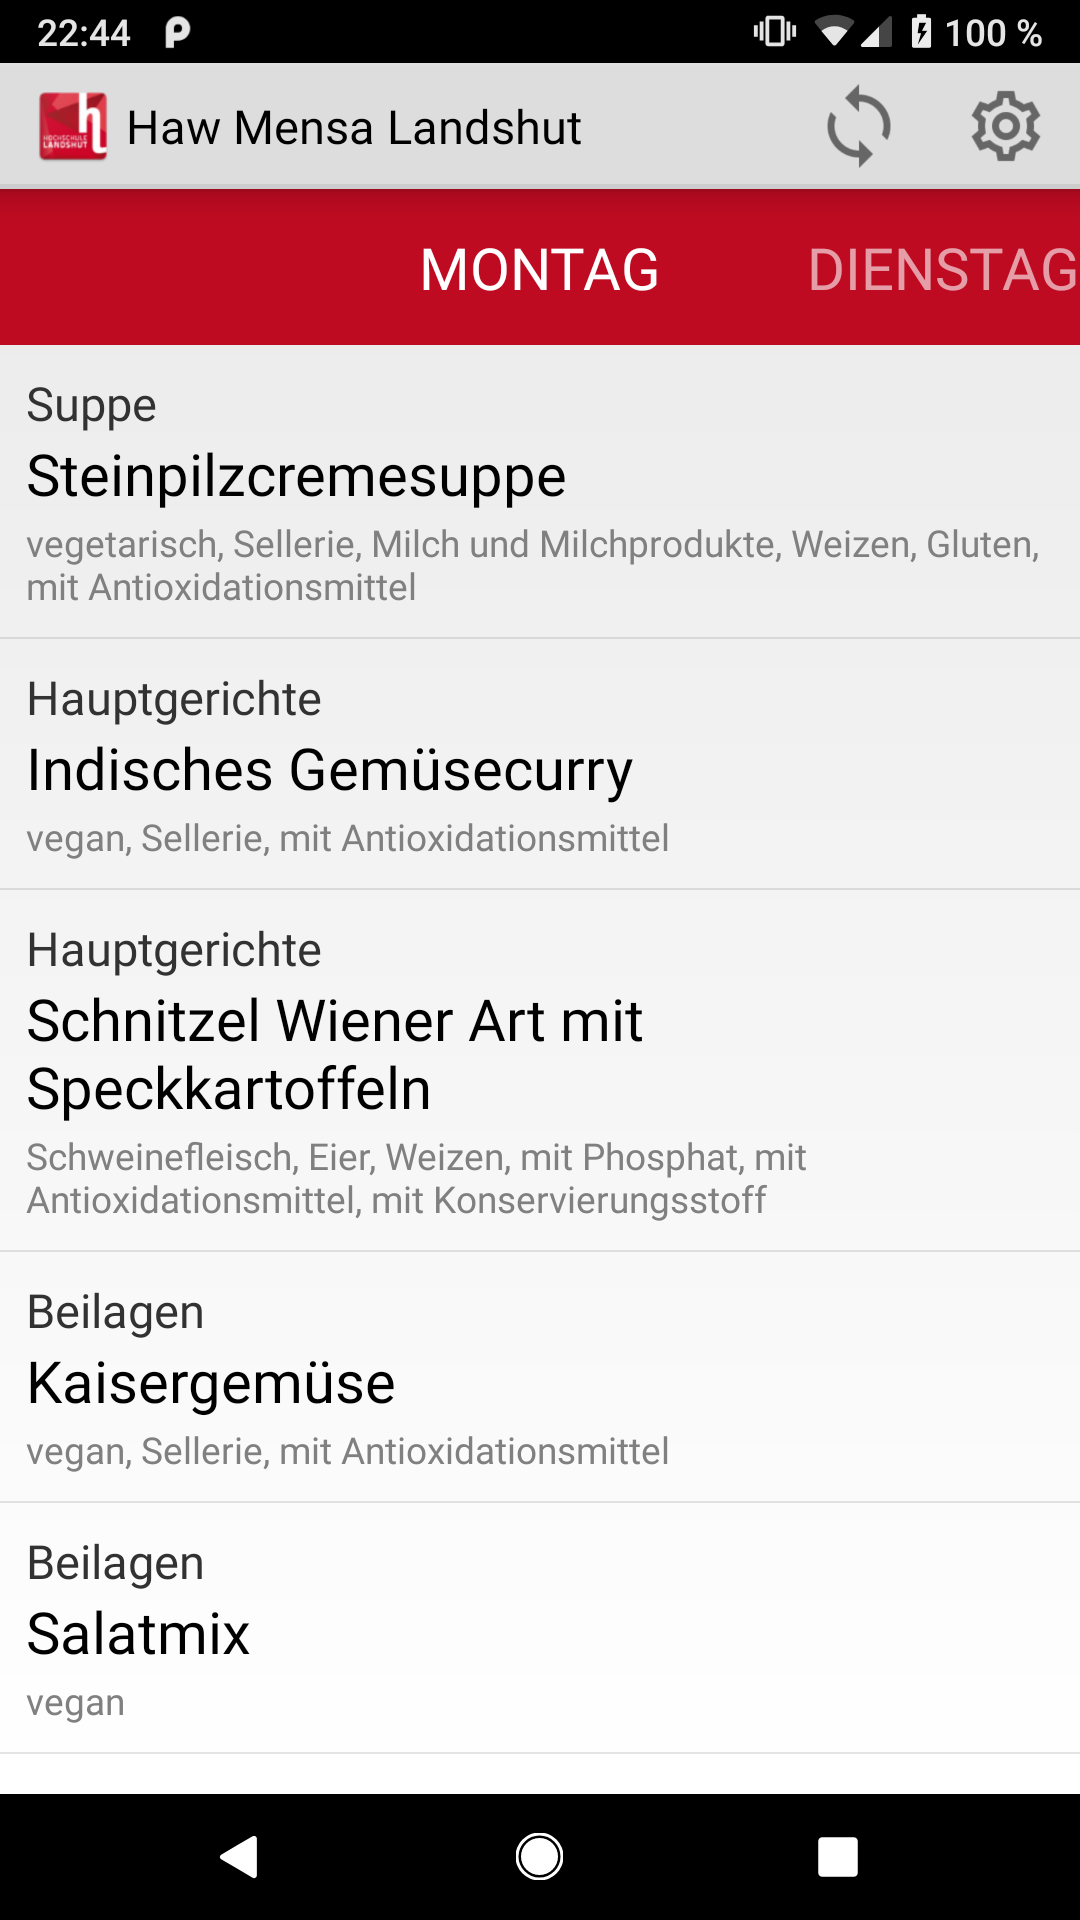 22:44
100 %
HOCHSCHULE
LANDSHUT
Haw Mensa Landshut
MONTAG
DIENSTAG
Suppe
Steinpilzcremesuppe
vegetarisch, Sellerie, Milch und Milchprodukte, Weizen, Gluten,
mit Antioxidationsmittel
Hauptgerichte
Indisches Gemüsecurry
vegan, Sellerie, mit Antioxidationsmittel
Hauptgerichte
Schnitzel Wiener Art mit
Speckkartoffeln
Schweinefleisch, Eier, Weizen, mit Phosphat, mit
Antioxidationsmittel, mit Konservierungsstoff
Beilagen
Kaisergemüse
vegan, Sellerie, mit Antioxidationsmittel
Beilagen
Salatmix
vegan